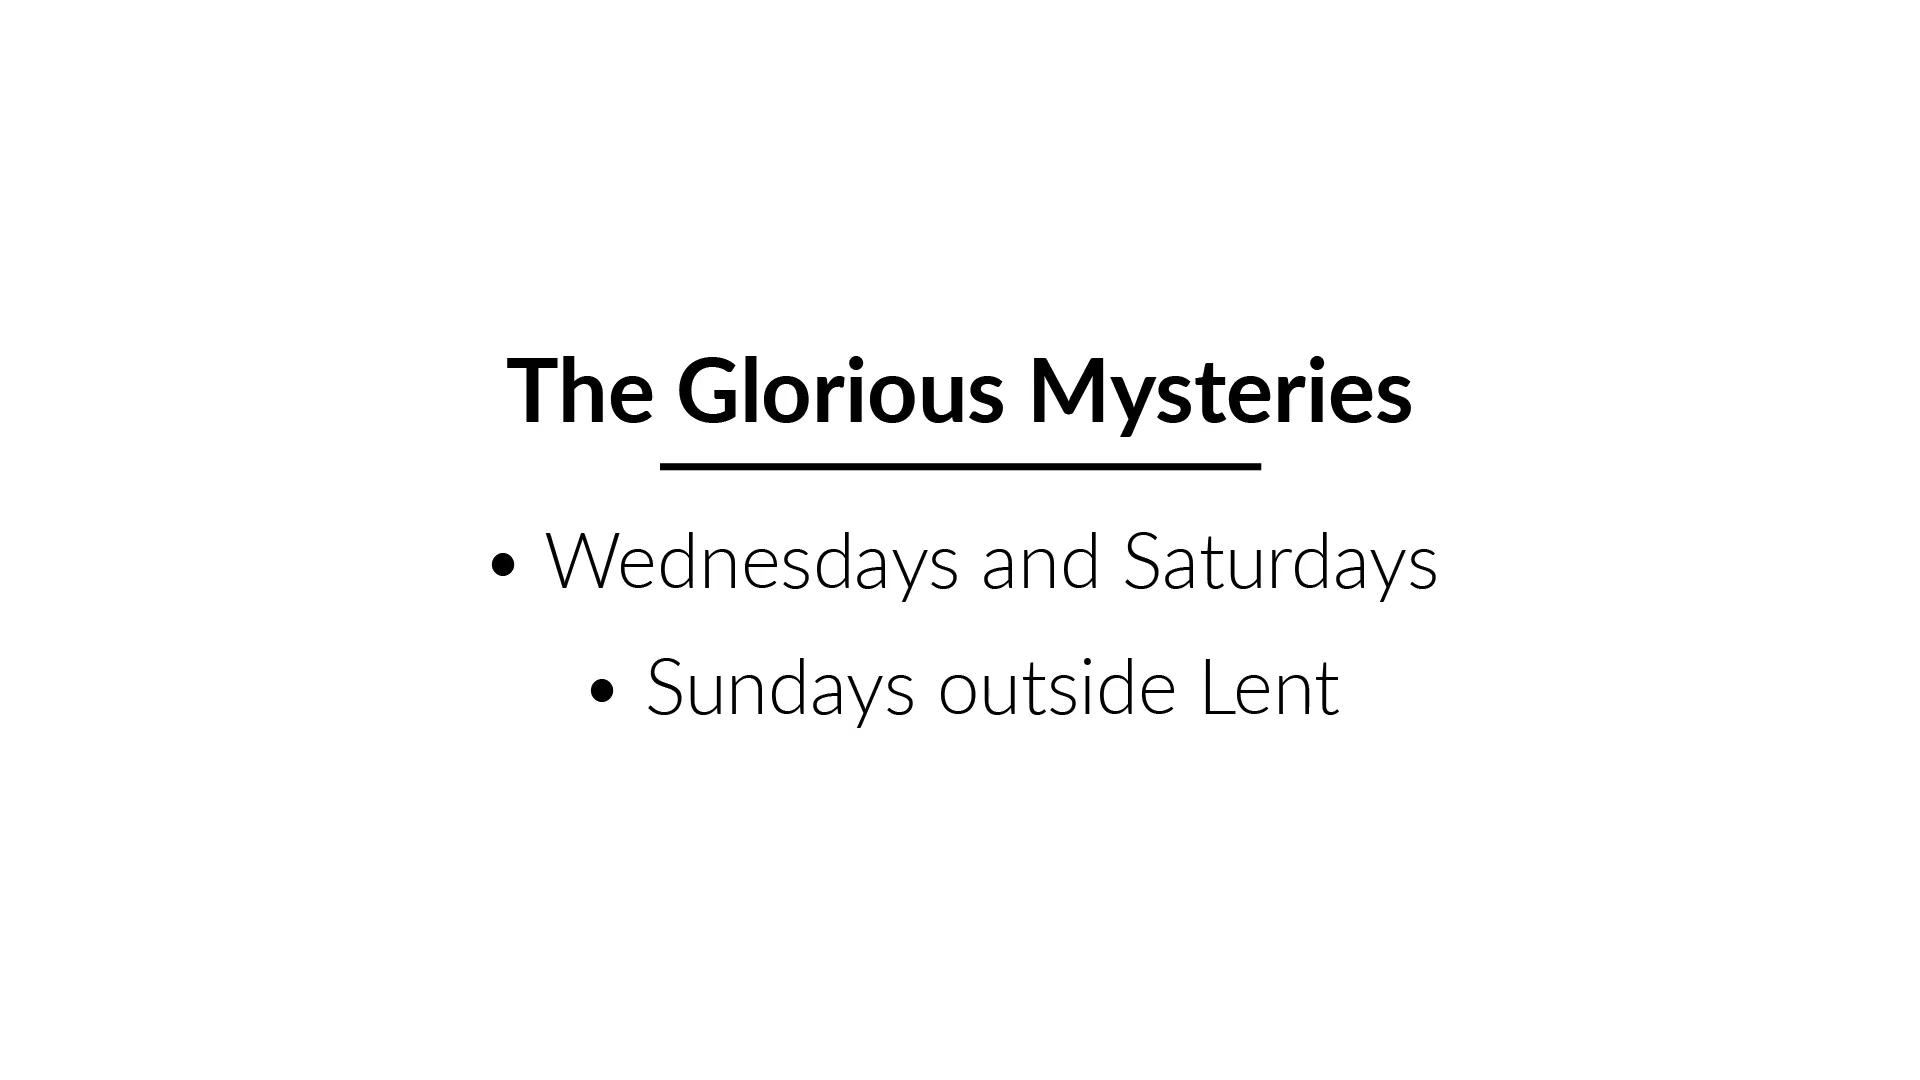 The Glorious Mysteries
• Wednesdays and Saturdays
• Sundays outside Lent